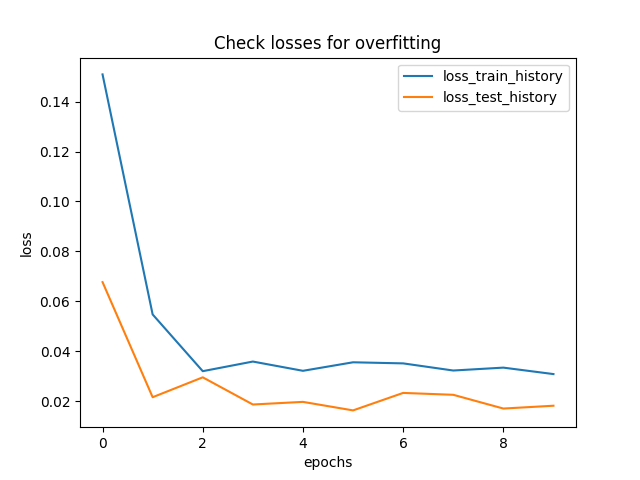 Check losses for overfitting
loss_train_history
loss_test_history
0.14
0.12
0.10
0.08
0.06
0.04
0.02
loss
0
2
4
6
8
epochs